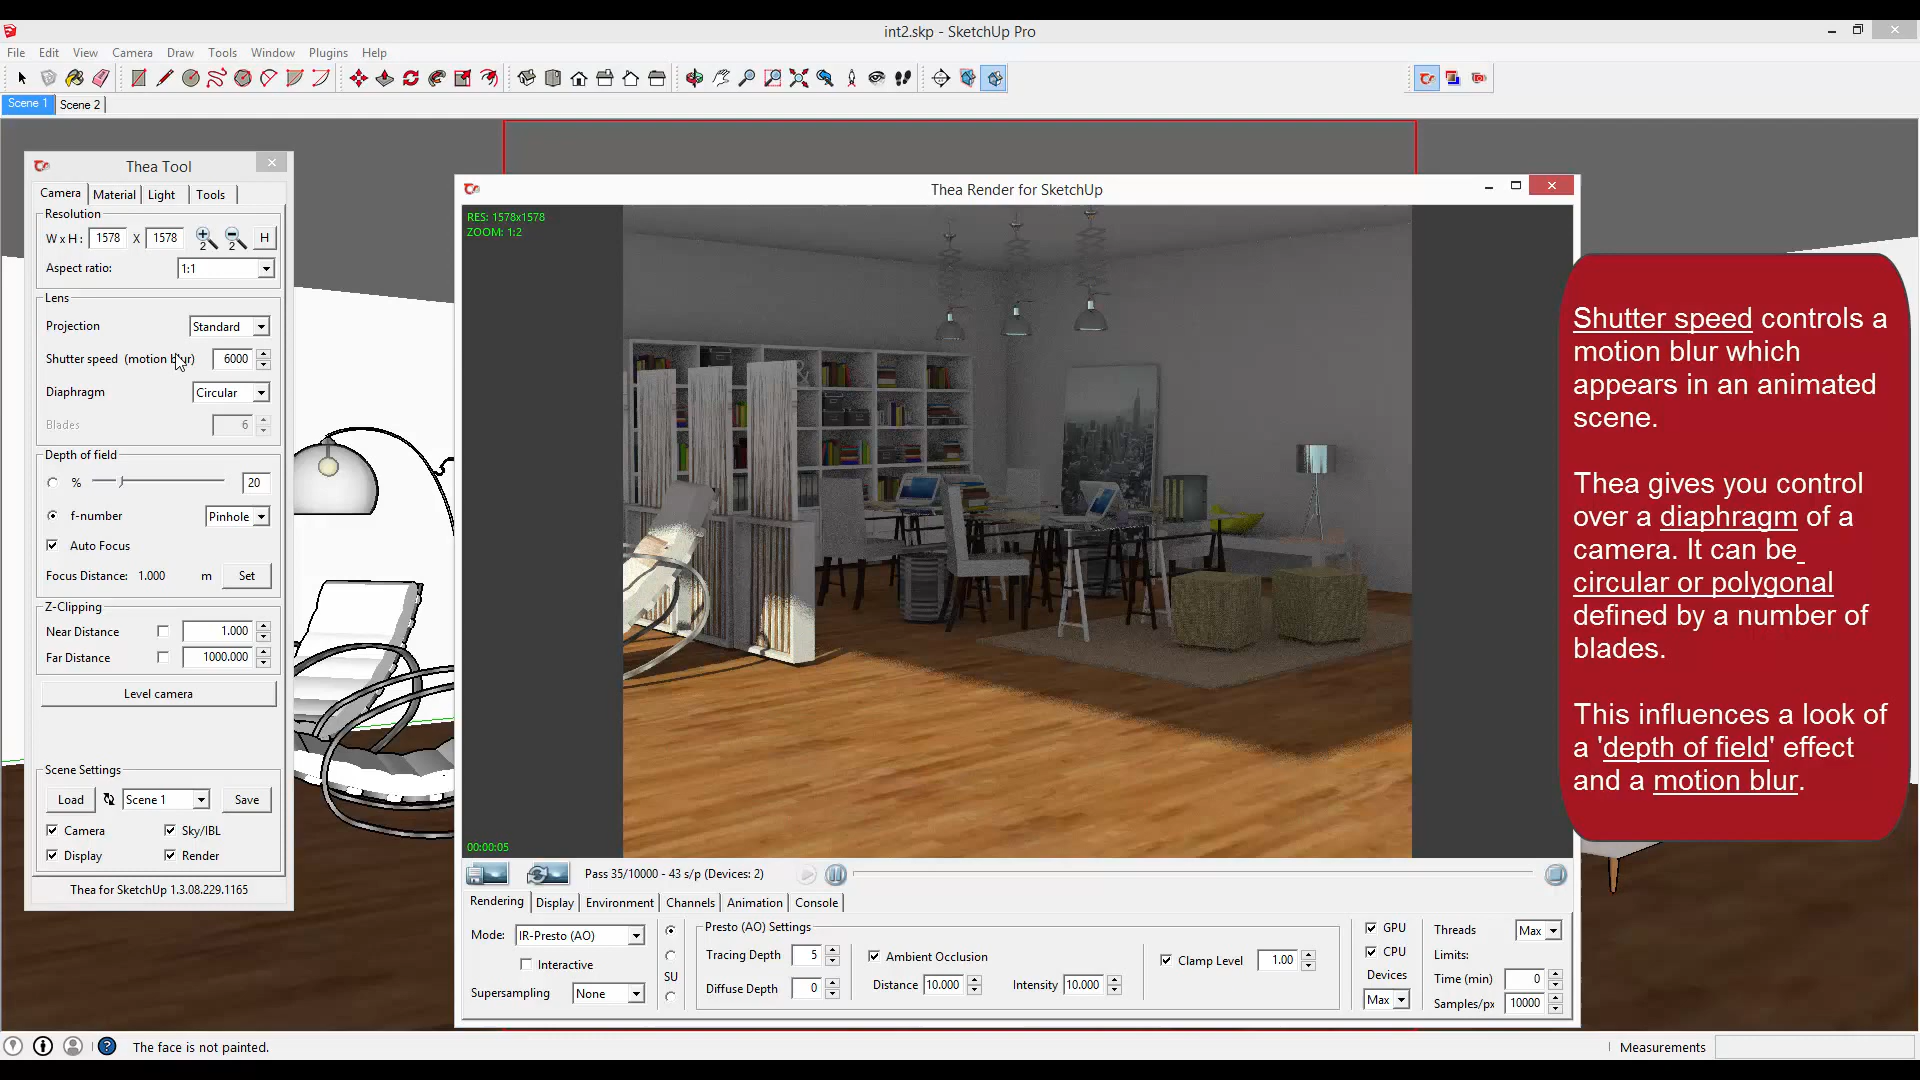 int2.skp - SketchUp Pro
File Edit View Camera Draw Tools Window Plugins Help
Scene 1 Scene 2
Thea Tool
Camera Material Light Tools
Resolution
W x H: 1578 X 1578 2 2 H
Aspect ratio: 1:1
Lens
Projection Standard
Shutter speed (motion blur) 6000
Diaphragm Circular
Blades 6
Depth of field
% 20
f-number Pinhole
Auto Focus
Focus Distance: 1.000 m Set
Z-Clipping
Near Distance 1.000
Far Distance 1000.000
Level camera
Scene Settings
Load Scene 1 Save
Camera Sky/IBL
Display Render
Thea for SketchUp 1.3.08.229.1165
Thea Render for SketchUp
RES: 1578x1578
ZOOM: 1:2
&
00:00:05
Pass 35/10000 - 43 s/p (Devices: 2)
Rendering Display Environment Channels Animation Console
Mode: IR-Presto (AO)
Interactive
Supersampling None
SU
Presto (AO) Settings
Tracing Depth 5
Diffuse Depth 0
Ambient Occlusion
Distance 10.000 Intensity 10.000
Clamp Level 1.00
GPU
CPU
Devices
Max
Threads Max
Limits:
Time (min) 0
Samples/px 10000
Shutter speed controls a
motion blur which
appears in an animated
scene.
Thea gives you control
over a diaphragm of a
camera. It can be
circular or polygonal
defined by a number of
blades.
This influences a look of
a 'depth of field' effect
and a motion blur.
The face is not painted.
Measurements